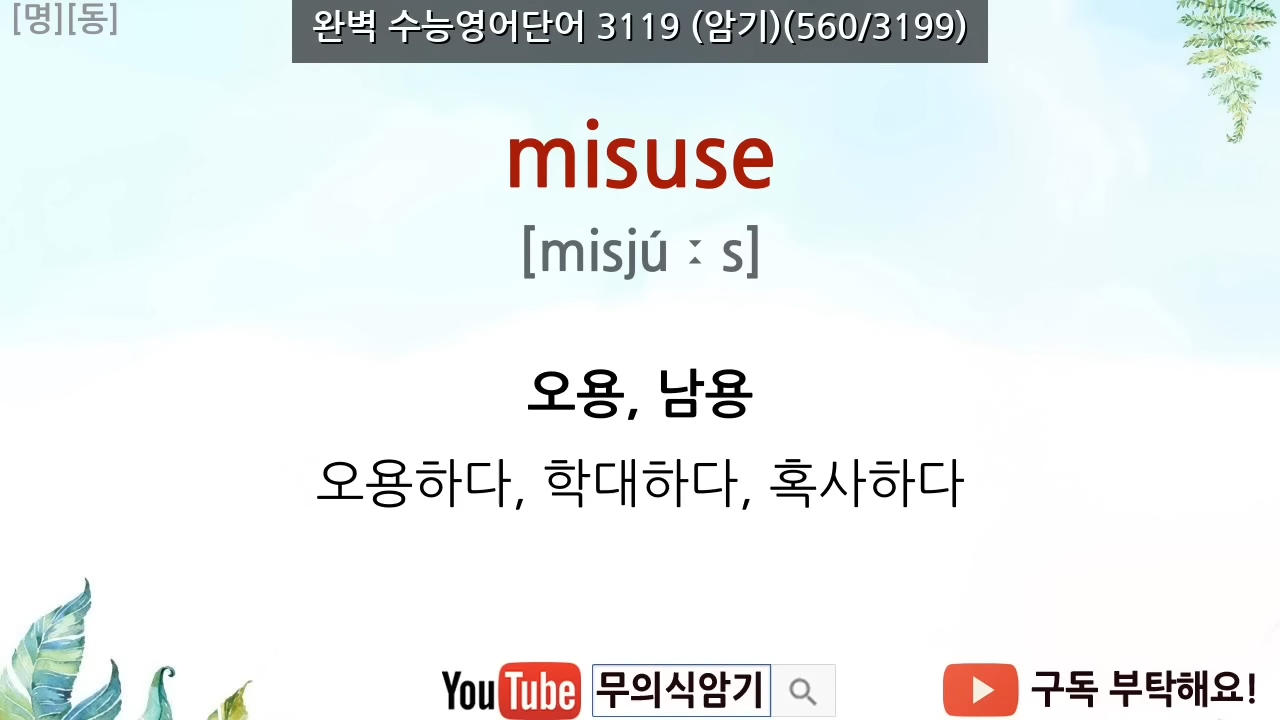 [명][동]
완벽 수능영어단어 3119 (암기)(560/3199)
misuse
[misjúːs]
오용, 남용
오용하다, 학대하다, 혹사하다
YouTube 무의식암기
구독 부탁해요!